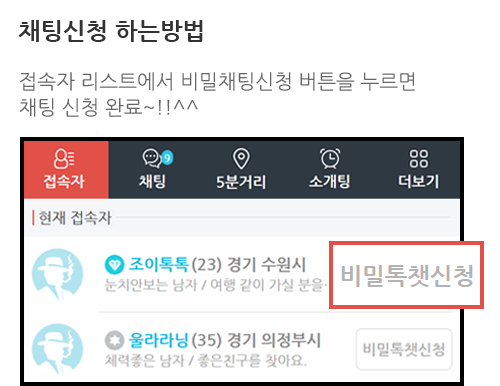 채팅신청 하는방법
접속자 리스트에서 비밀채팅신청 버튼을 누르면
채팅 신청 완료~!!^^
접속자
채팅
9
5분거리
소개팅
더보기
현재 접속자
조이톡톡(23) 경기 수원시
눈치안보는 남자 / 여행 같이 가실 분을·
비밀톡챗신청
울라라닝(35) 경기 의정부시
체력좋은 남자 / 좋은친구를 찾아요.
비밀톡챗신청